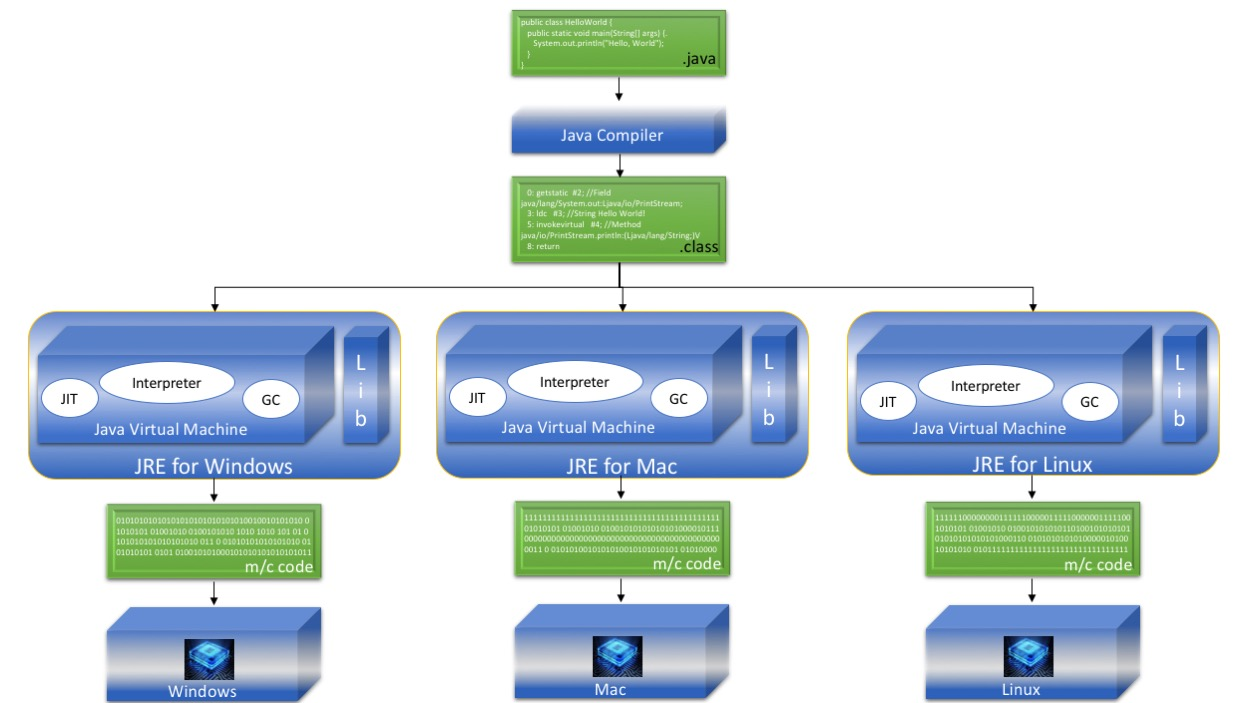 public class HelloWorld {
public static void main(String[] args) {.
System.out.println("Hello, World");
}
}
.java
Java Compiler
0: getstatic #2; //Field
java/lang/System.out:Ljava/io/PrintStream;
3: ldc #3; //String Hello World!
5: invokevirtual #4; //Method
java/io/PrintStream.println:(Ljava/lang/String;)V
8: return
.class
JIT
Interpreter
GC
Java Virtual Machine
Lib
JRE for Windows
JIT
Interpreter
GC
Java Virtual Machine
Lib
JRE for Mac
JIT
Interpreter
GC
Java Virtual Machine
Lib
JRE for Linux
m/c code
m/c code
m/c code
Windows
Mac
Linux